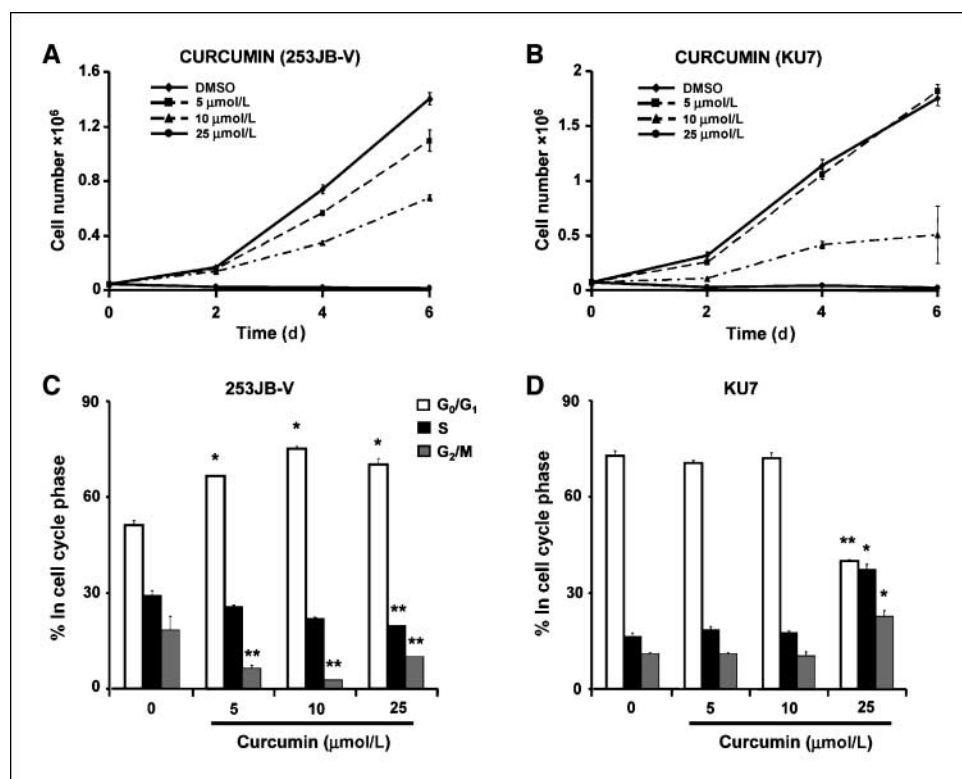 A
CURCUMIN (253JB-V)
1.6
1.2
0.8
0.4
0
Cell number ×10⁶
DMSO
5 μmol/L
10 μmol/L
25 μmol/L
0 2 4 6
Time (d)
B
CURCUMIN (KU7)
2
1.5
1
0.5
0
Cell number ×10⁶
DMSO
5 μmol/L
10 μmol/L
25 μmol/L
0 2 4 6
Time (d)
C
253JB-V
90
60
30
0
% In cell cycle phase
G₀/G₁
S
G₂/M
* * *
** ** ** **
0 5 10 25
Curcumin (μmol/L)
D
KU7
90
60
30
0
% In cell cycle phase
** * *
0 5 10 25
Curcumin (μmol/L)